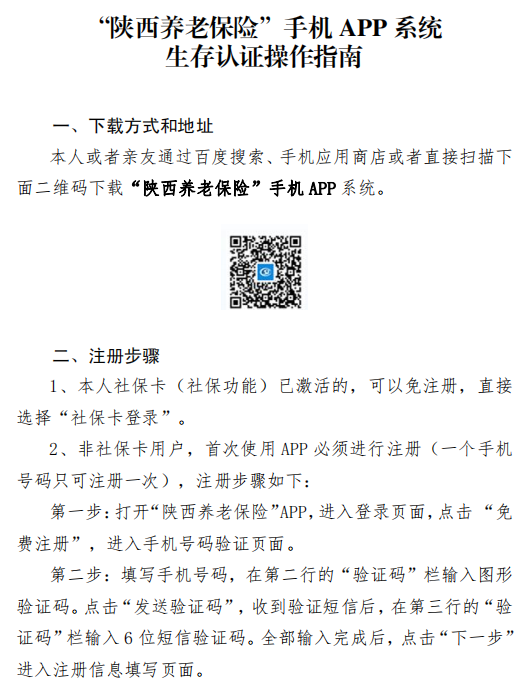 “陕西养老保险”手机 APP 系统
生存认证操作指南
一、下载方式和地址
本人或者亲友通过百度搜索、手机应用商店或者直接扫描下
面二维码下载“陕西养老保险”手机 APP 系统。
二、注册步骤
1、本人社保卡（社保功能）已激活的，可以免注册，直接
选择“社保卡登录”。
2、非社保卡用户，首次使用 APP 必须进行注册（一个手机
号码只可注册一次），注册步骤如下：
第一步：打开“陕西养老保险”APP，进入登录页面，点击 “免
费注册”，进入手机号码验证页面。
第二步：填写手机号码，在第二行的“验证码”栏输入图形
验证码。点击“发送验证码”，收到验证短信后，在第三行的“验
证码”栏输入 6 位短信验证码。全部输入完成后，点击“下一步”
进入注册信息填写页面。